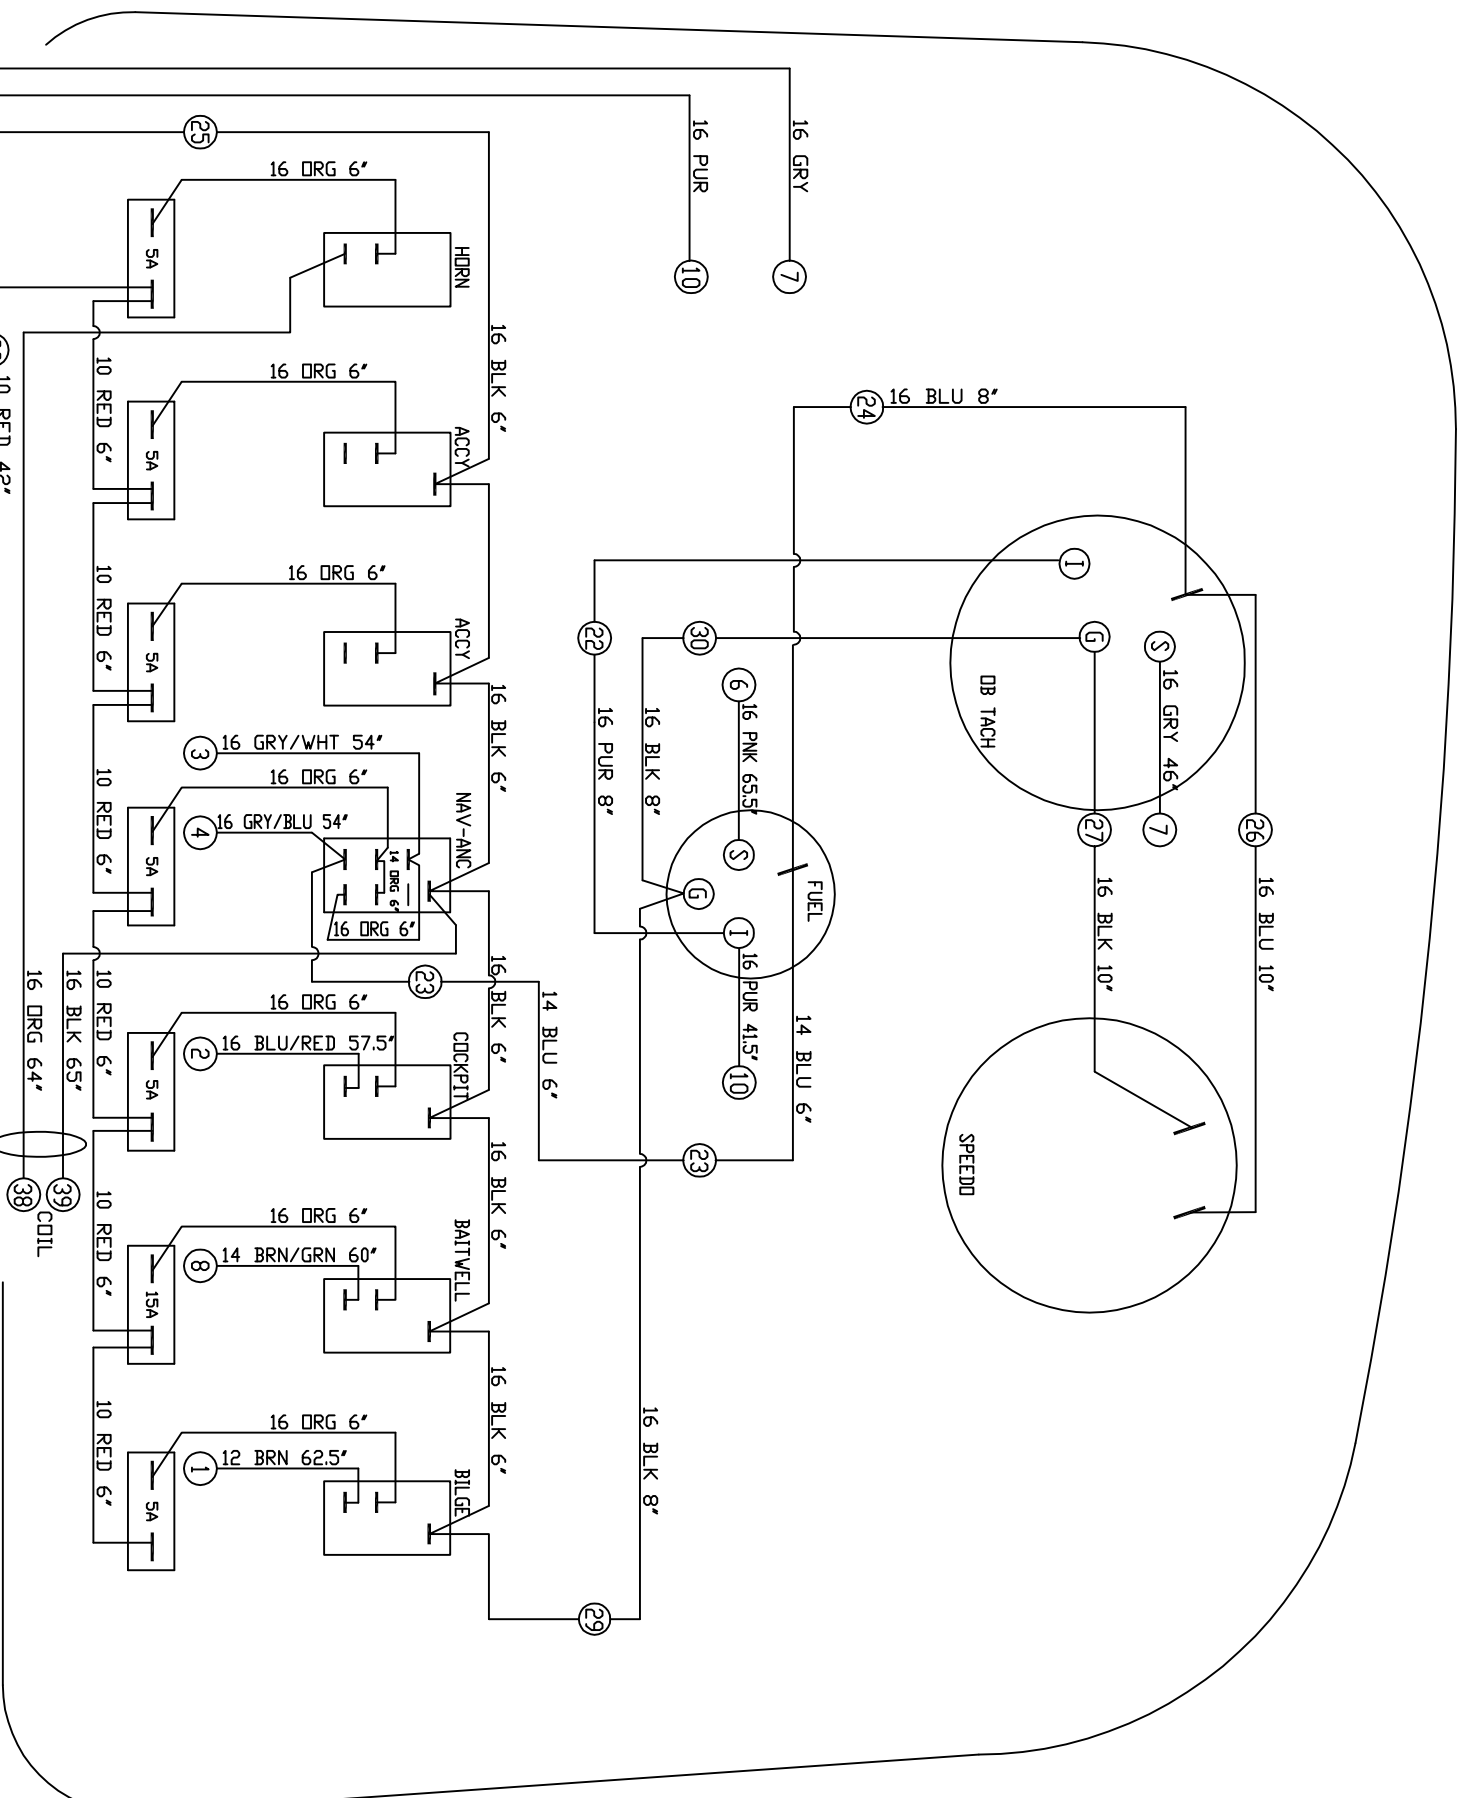 16 GRY
7
16 PUR
10
25
16 ORG 6"
HORN
5A
16 BLK 6"
10 RED 6"
10 RED 42"
16 ORG 6"
ACCY
5A
10 RED 6"
16 ORG 6"
ACCY
5A
16 BLK 6"
10 RED 6"
3
16 GRY/WHT 54"
16 ORG 6"
4
16 GRY/BLU 54"
NAV-ANC
14 ORG 6"
16 ORG 6"
5A
23
16 BLK 6"
14 BLU 6"
10 RED 6"
16 BLK 65"
16 ORG 64"
16 ORG 6"
2
16 BLU/RED 57.5"
COCKPIT
5A
16 BLK 6"
10 RED 6"
39
38
COIL
16 ORG 6"
8
14 BRN/GRN 60"
BAITWELL
15A
16 BLK 6"
10 RED 6"
16 ORG 6"
1
12 BRN 62.5"
BILGE
5A
29
16 BLK 8"
24
16 BLU 8"
I
G
S
OB TACH
16 GRY 46"
7
22
16 PUR 8"
30
16 BLK 8"
6
16 PNK 65.5"
S
G
I
FUEL
16 PUR 41.5"
10
14 BLU 6"
23
27
16 BLK 10"
26
16 BLU 10"
SPEEDO